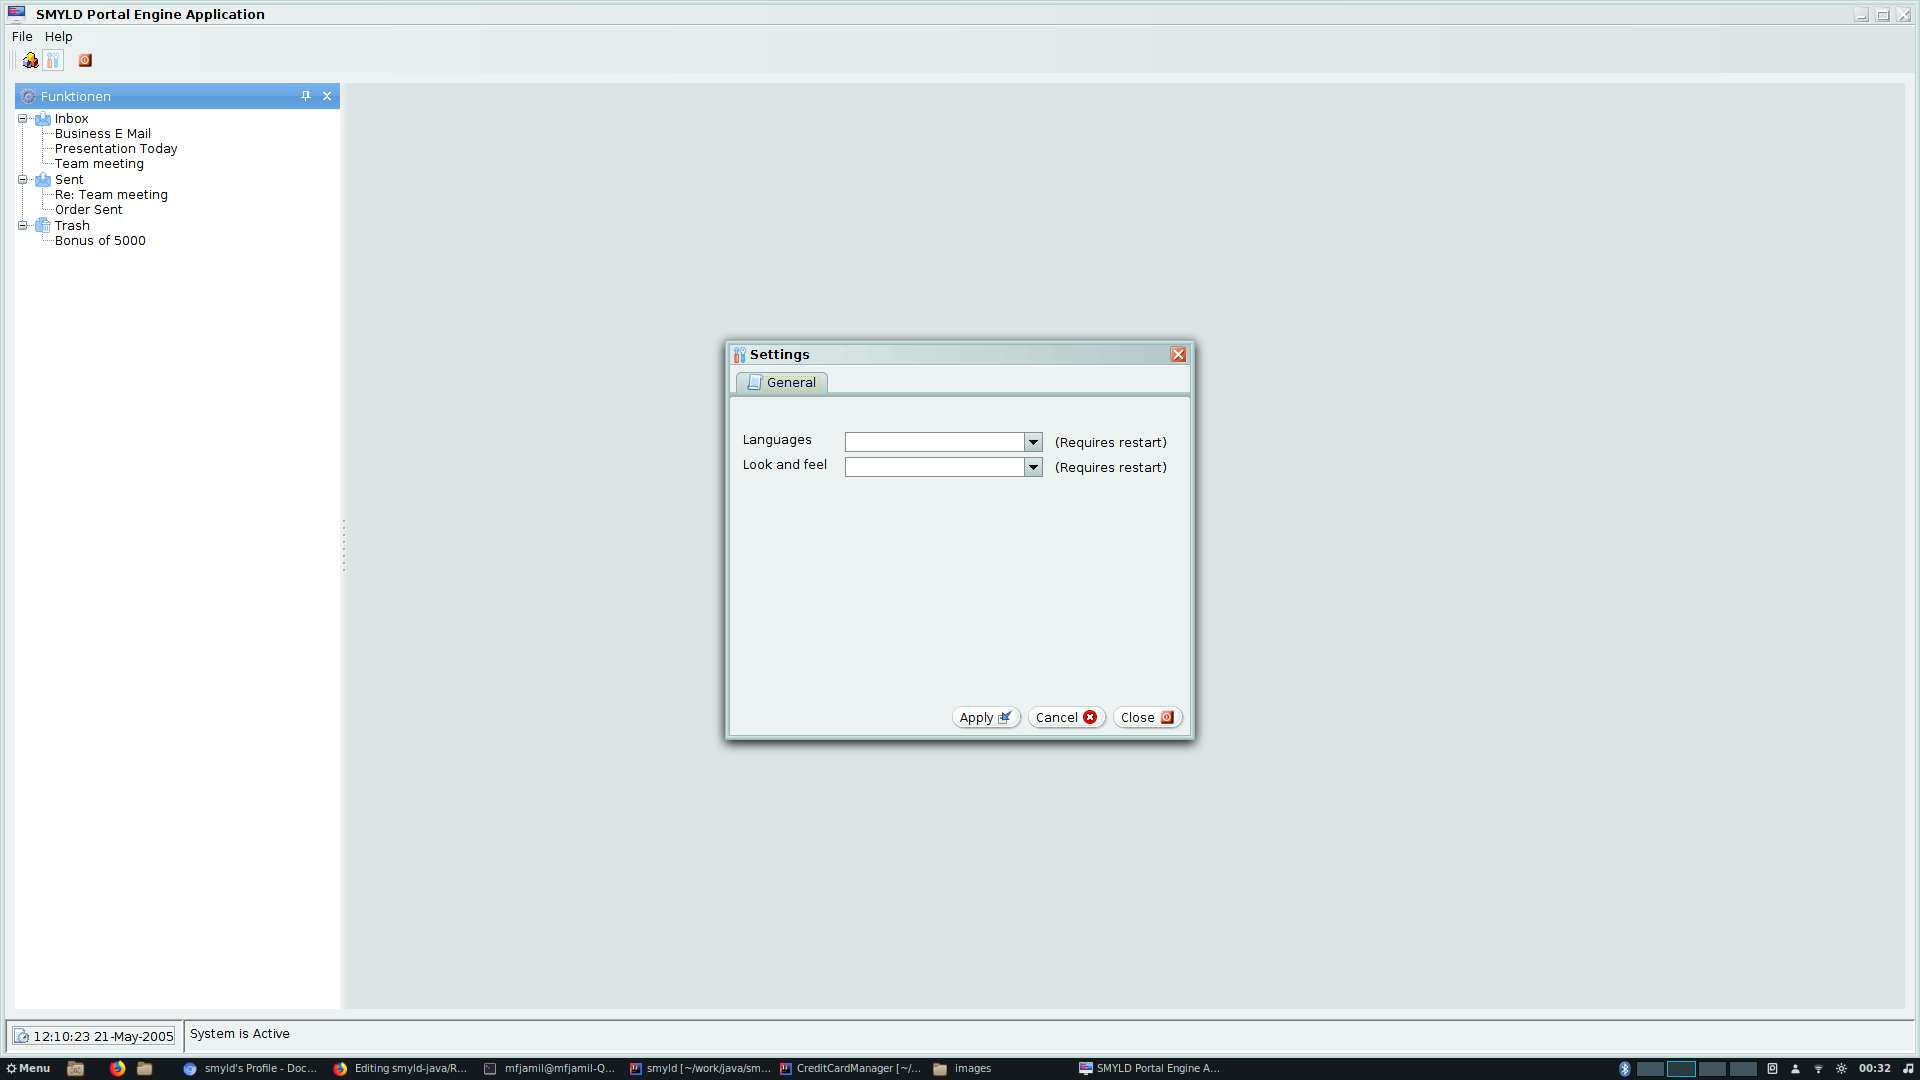 SMYLD Portal Engine Application
File Help
Funktionen
Inbox
Business E Mail
Presentation Today
Team meeting
Sent
Re: Team meeting
Order Sent
Trash
Bonus of 5000
Settings
General
Languages (Requires restart)
Look and feel (Requires restart)
Apply Cancel Close
12:10:23 21-May-2005 System is Active
Menu smyld's Profile - Doc... Editing smyld-java/R... mfjamil@mfjamil-Q... smyld [~/work/java/sm... CreditCardManager [~/... images SMYLD Portal Engine A... 00:32